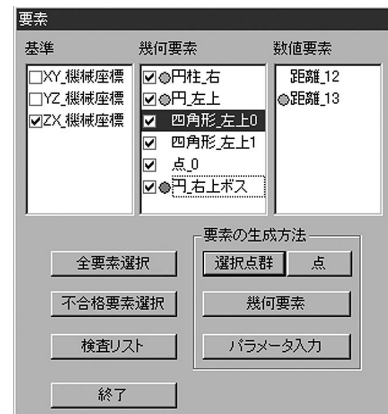 要素
基準 幾何要素 数値要素
XY_機械座標
YZ_機械座標
ZX_機械座標
円柱_右
円_左上
四角形_左上0
四角形_左上1
点_0
円_右上ボス
距離_12
距離_13
要素の生成方法
全要素選択 選択点群 点
不合格要素選択 幾何要素
検査リスト パラメータ入力
終了